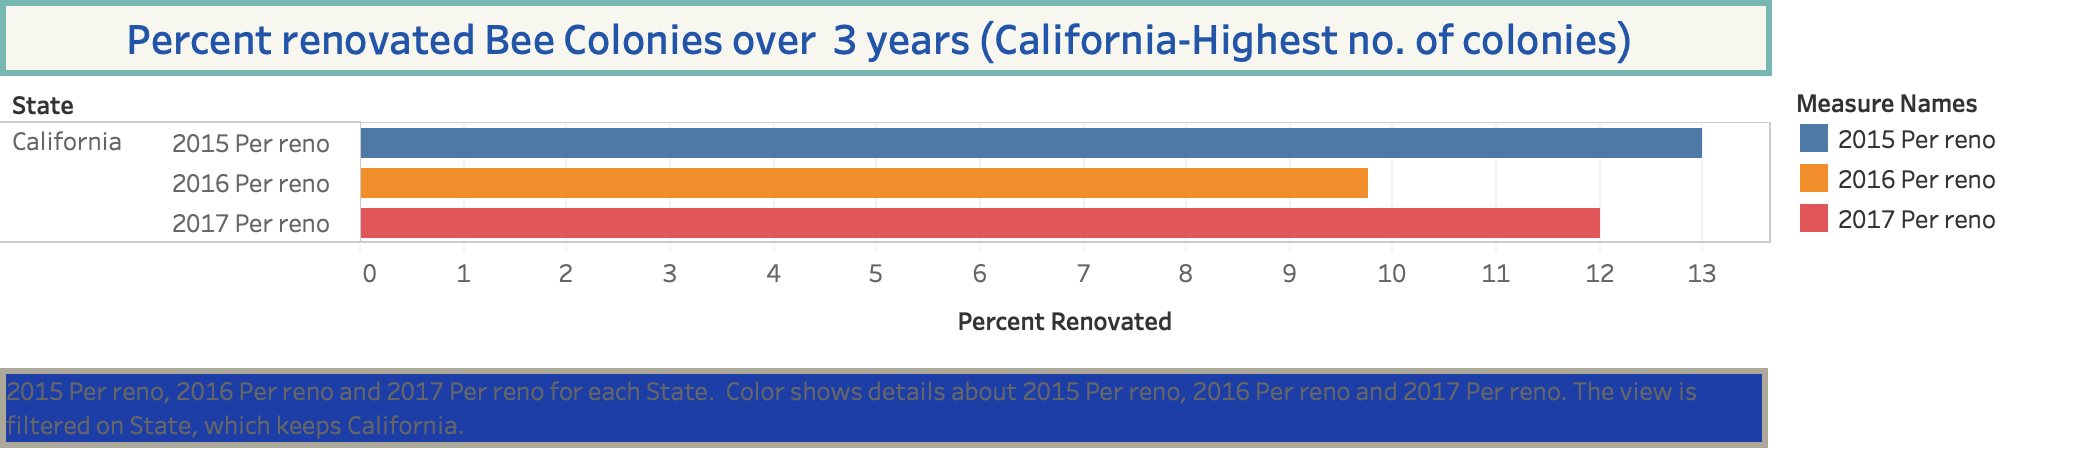 Percent renovated Bee Colonies over  3 years (California-Highest no. of colonies)
State
Measure Names
California
2015 Per reno
2016 Per reno
2017 Per reno
2015 Per reno
2016 Per reno
2017 Per reno
0 1 2 3 4 5 6 7 8 9 10 11 12 13
Percent Renovated
2015 Per reno, 2016 Per reno and 2017 Per reno for each State.  Color shows details about 2015 Per reno, 2016 Per reno and 2017 Per reno. The view is
filtered on State, which keeps California.